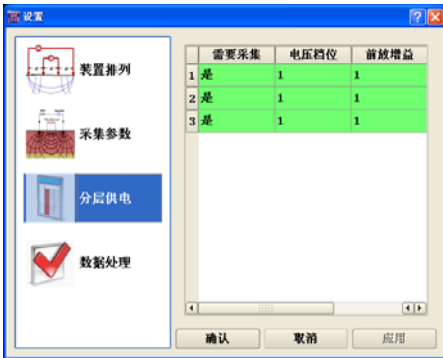 设置
装置排列
采集参数
分层供电
数据处理
需要采集 电压档位 前放增益
1 是 1 1
2 是 1 1
3 是 1 1
确认 取消 应用